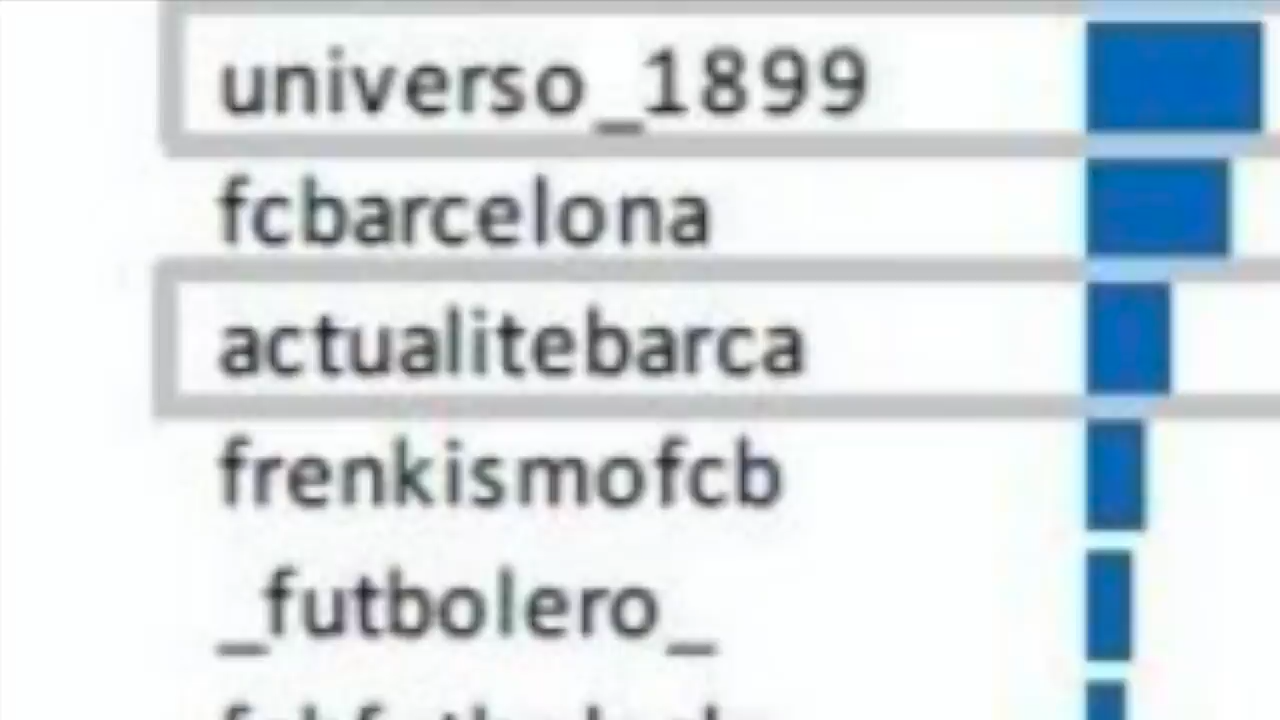 universo_1899
fcbarcelona
actualitebarca
frenkismofcb
_futbolero_